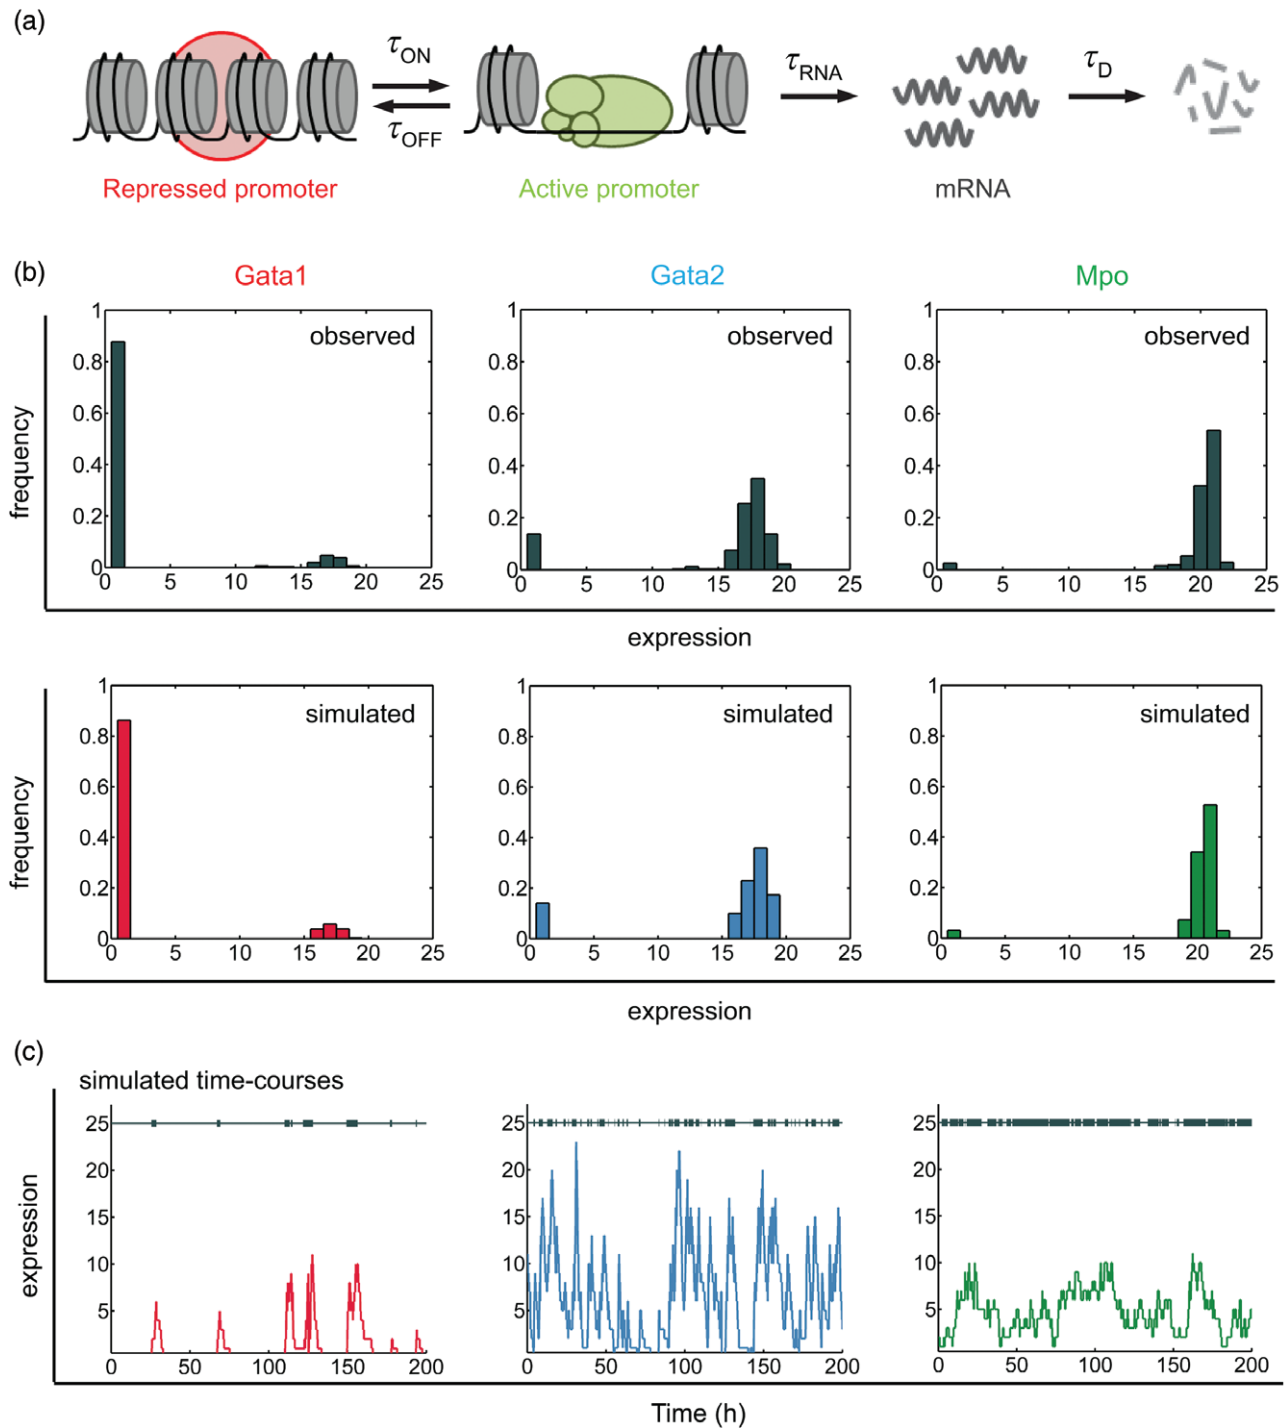 (a)
τON
τOFF
τRNA
τD
Repressed promoter
Active promoter
mRNA
(b)
Gata1
Gata2
Mpo
frequency
1
0.8
0.6
0.4
0.2
0
observed
5 10 15 20 25
1
0.8
0.6
0.4
0.2
0
observed
5 10 15 20 25
1
0.8
0.6
0.4
0.2
0
observed
5 10 15 20 25
expression
frequency
1
0.8
0.6
0.4
0.2
0
simulated
5 10 15 20 25
1
0.8
0.6
0.4
0.2
0
simulated
5 10 15 20 25
1
0.8
0.6
0.4
0.2
0
simulated
5 10 15 20 25
expression
(c)
simulated time-courses
expression
25
20
15
10
5
0 50 100 150 200
25
20
15
10
5
0 50 100 150 200
25
20
15
10
5
0 50 100 150 200
Time (h)